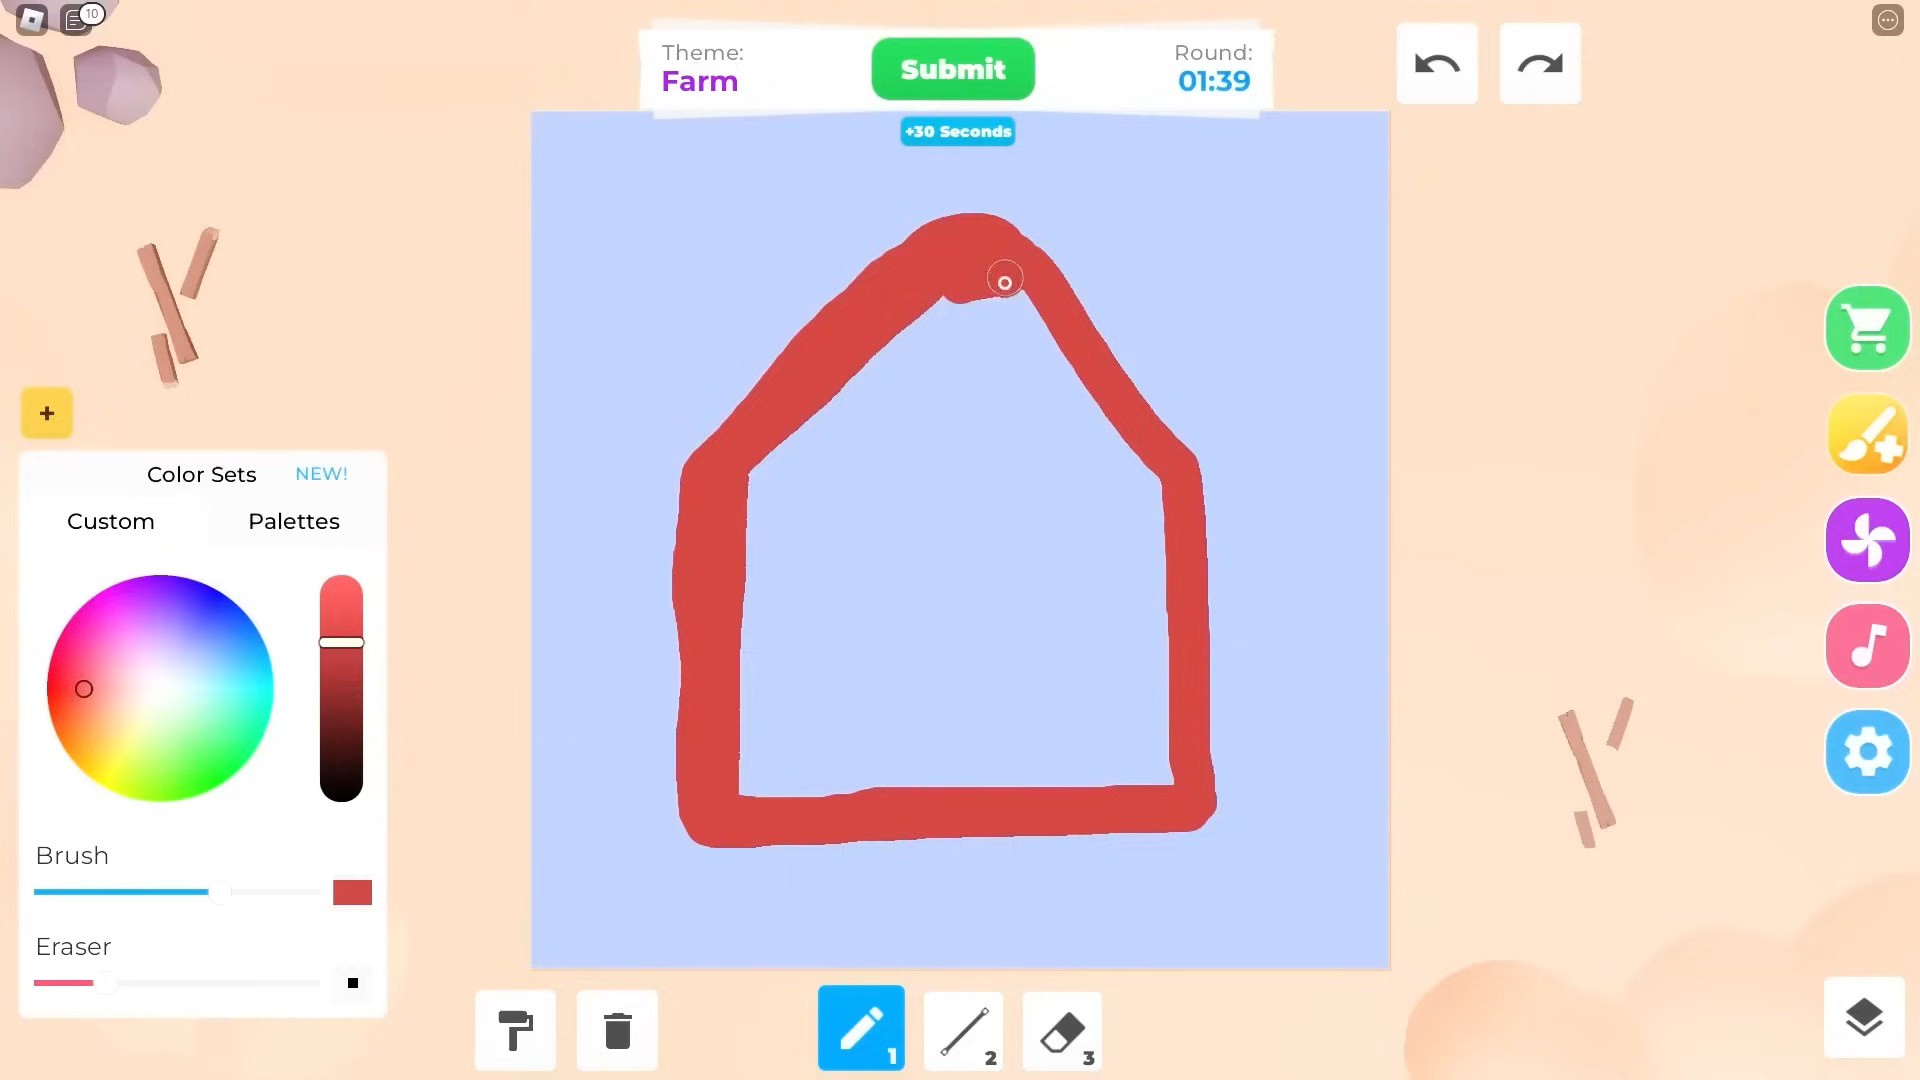 10
Theme:
Farm
Submit
Round:
01:39
+30 Seconds
+
Color Sets NEW!
Custom Palettes
Brush
Eraser
1
2
3